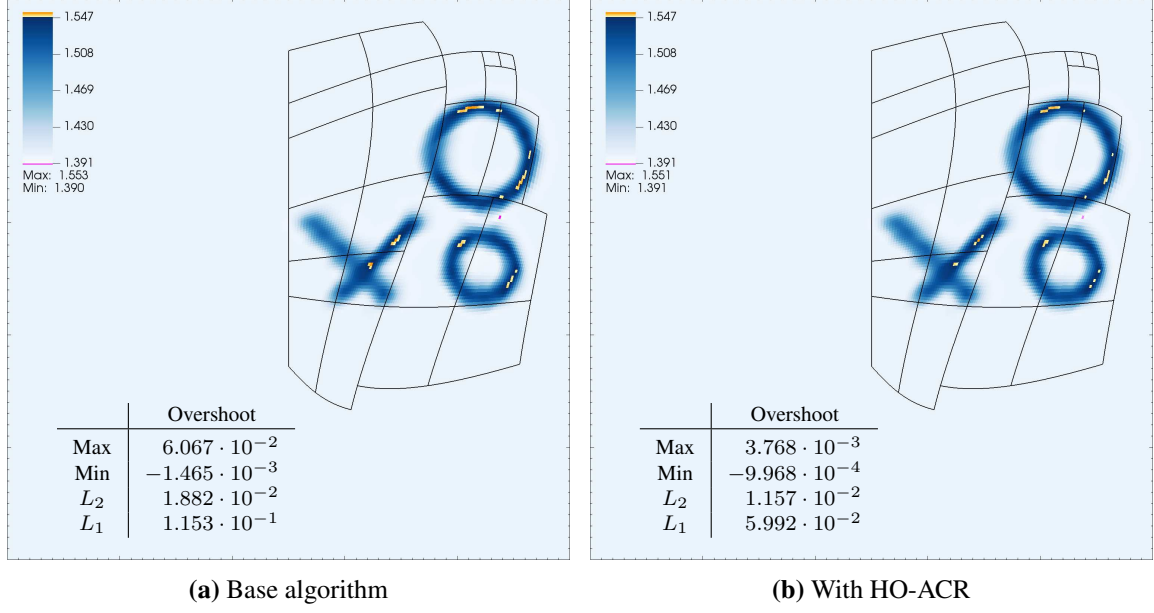 1.547
1.508
1.469
1.430
1.391
Max: 1.553
Min: 1.390
Overshoot
Max 6.067 · 10⁻²
Min −1.465 · 10⁻³
L₂ 1.882 · 10⁻²
L₁ 1.153 · 10⁻¹
(a) Base algorithm
1.547
1.508
1.469
1.430
1.391
Max: 1.551
Min: 1.391
Overshoot
Max 3.768 · 10⁻³
Min −9.968 · 10⁻⁴
L₂ 1.157 · 10⁻²
L₁ 5.992 · 10⁻²
(b) With HO-ACR